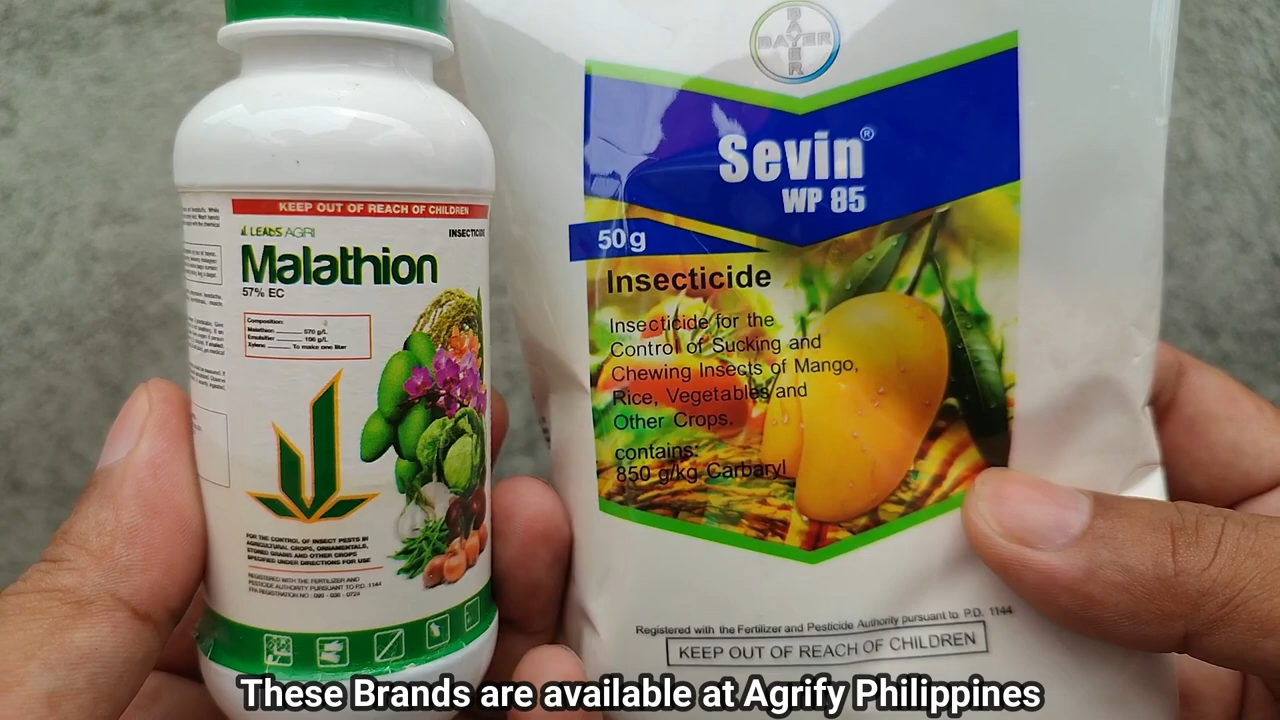 KEEP OUT OF REACH OF CHILDREN
LEADS AGRI
INSECTICIDE
Malathion
57% EC
Composition:
Malathion 570 g/L
Emulsifier 106 g/L
Xylene To make one liter
FOR THE CONTROL OF INSECT PESTS IN
AGRICULTURAL CROPS, ORNAMENTALS,
STORED GRAINS AND OTHER CROPS
SPECIFIED UNDER DIRECTIONS FOR USE
REGISTERED WITH THE FERTILIZER AND
PESTICIDE AUTHORITY PURSUANT TO P.D. 1144
BAYER
BAYER
Sevin®
WP 85
50g
Insecticide
Insecticide for the
Control of Sucking and
Chewing Insects of Mango,
Rice, Vegetables and
Other Crops.
contains:
850 g/kg Carbaryl
Registered with the Fertilizer and Pesticide Authority pursuant to P.D. 1144
KEEP OUT OF REACH OF CHILDREN
These Brands are available at Agrify Philippines